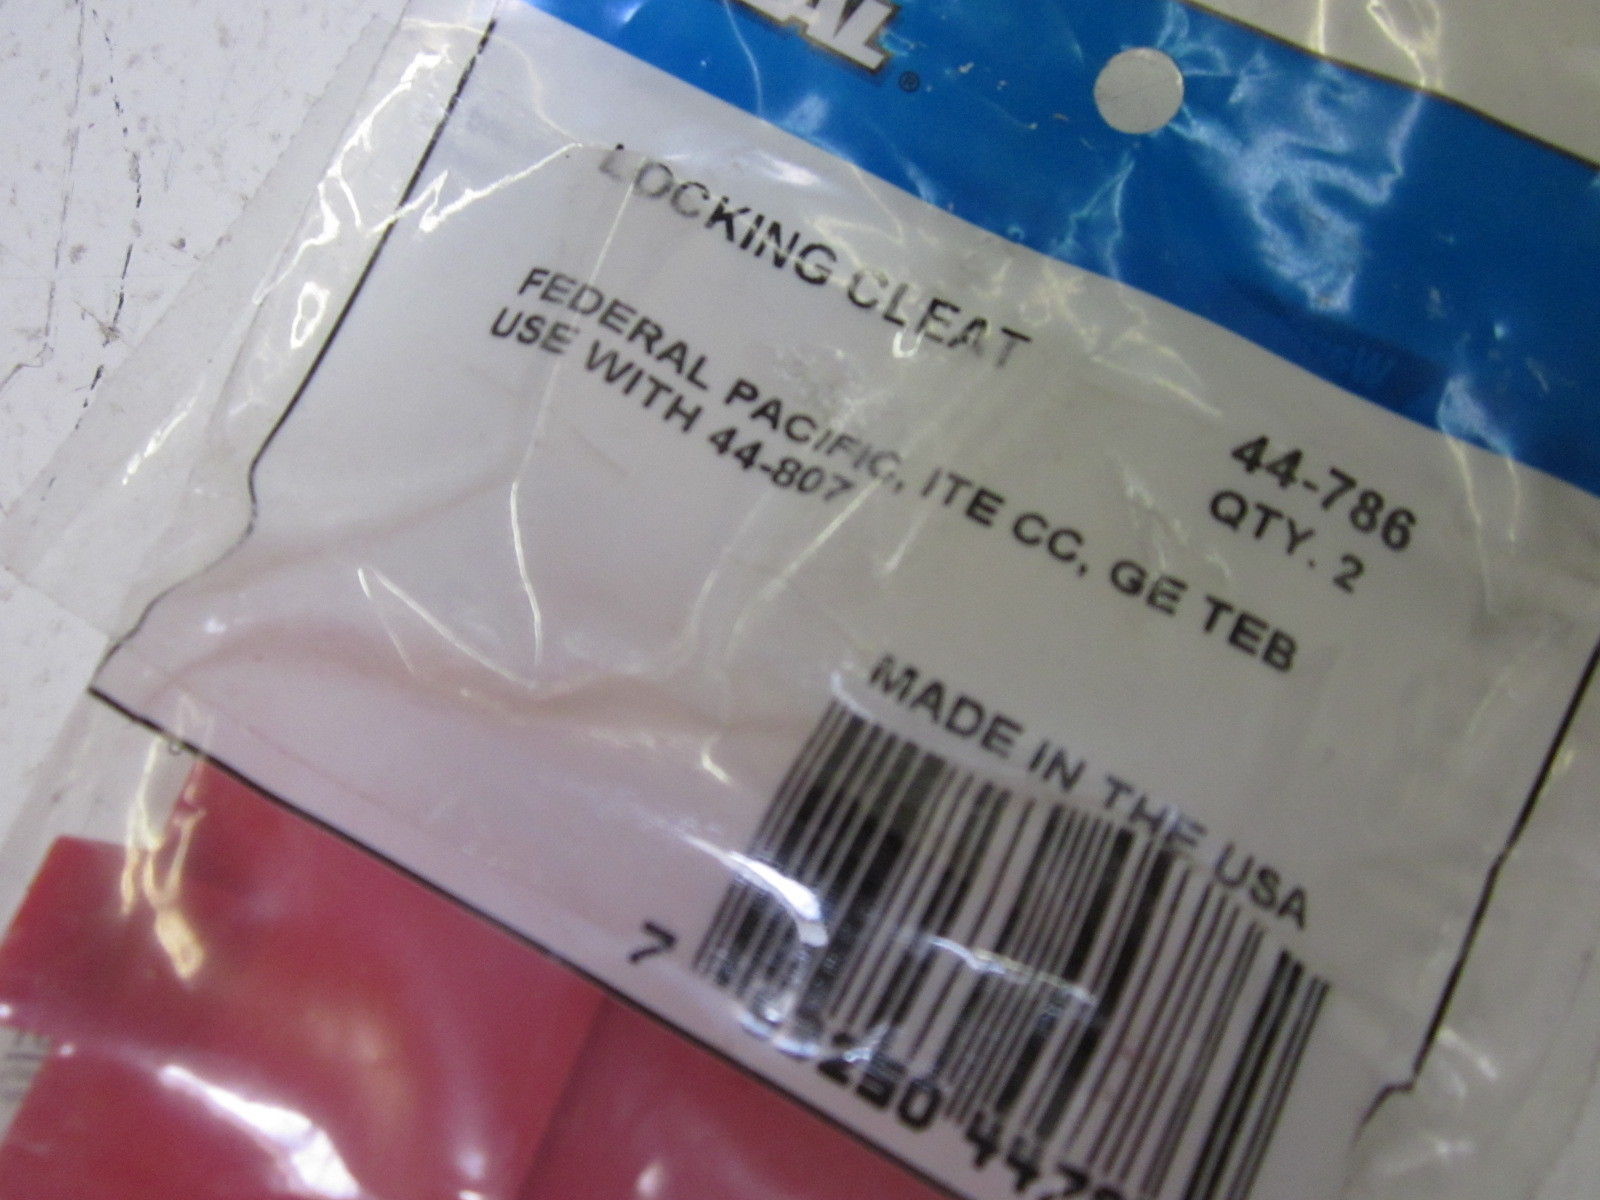 ®
LOCKING CLEAT
44-786
QTY. 2
FEDERAL PACIFIC, ITE CC, GE TEB
USE WITH 44-807
MADE IN THE USA
7